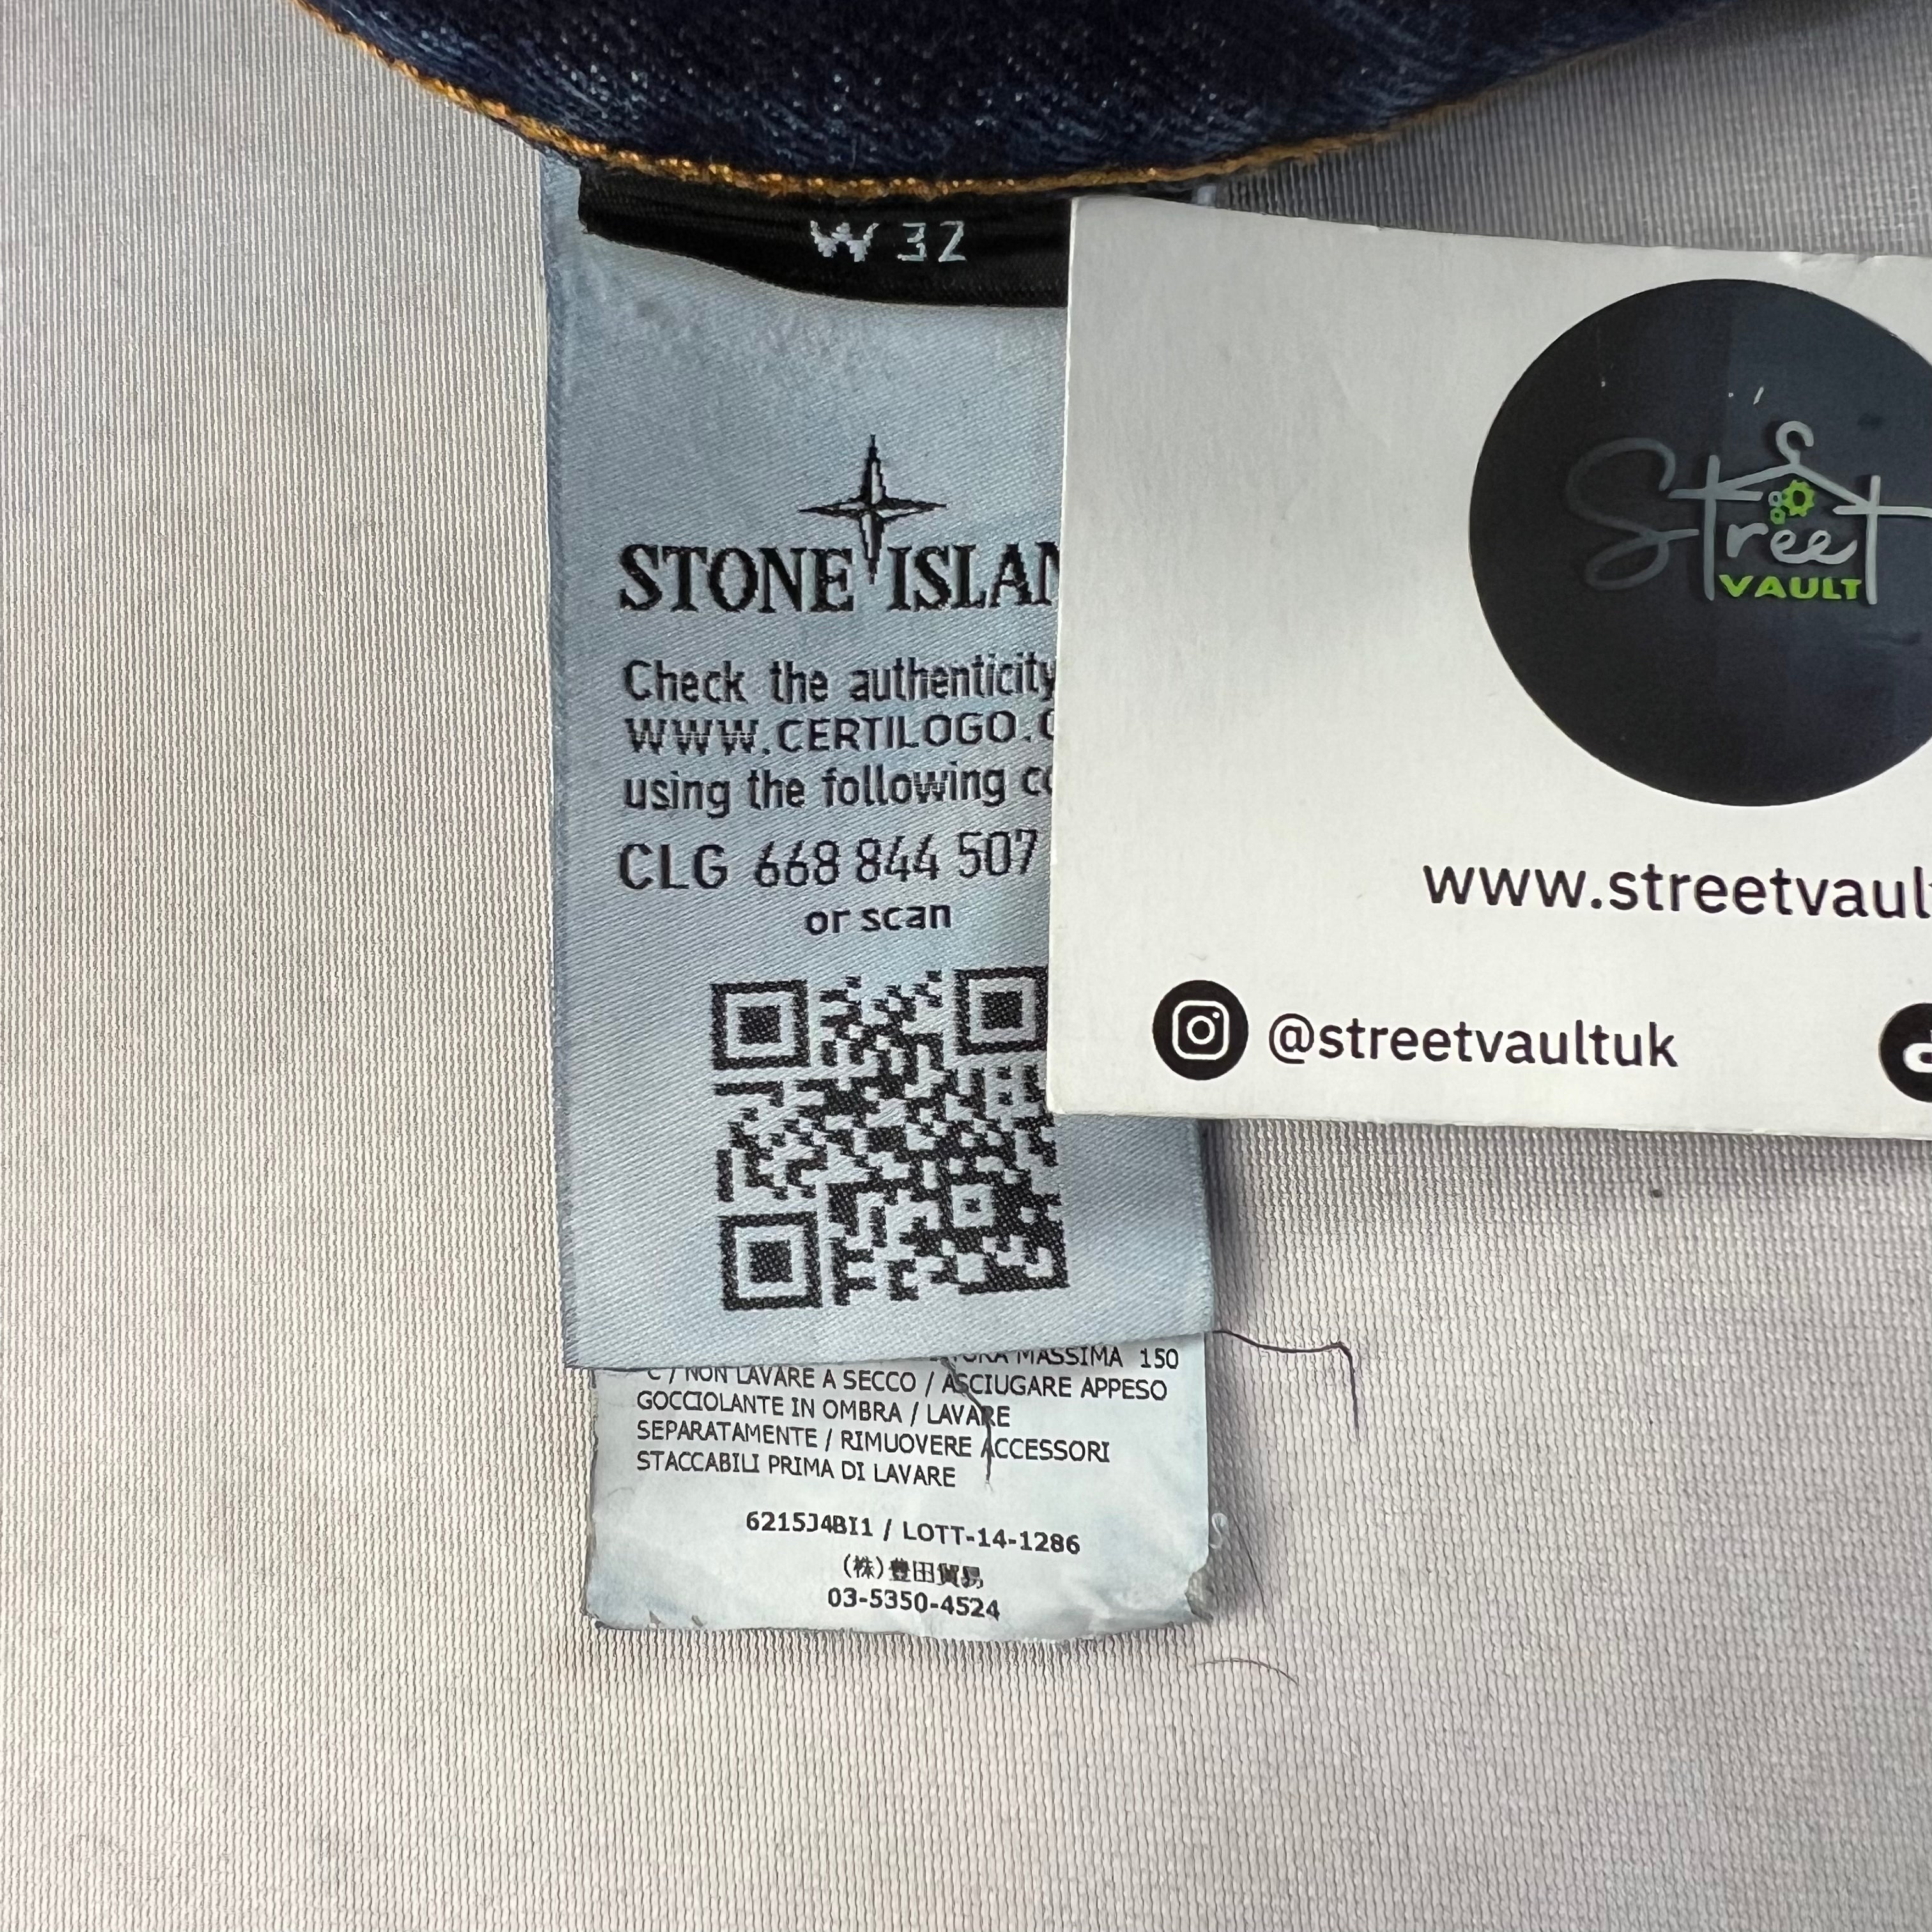 W 32
STONE ISLAN
Check the authenticity
WWW.CERTILOGO.C
using the following co
CLG 668 844 507
or scan
MASSIMA 150
C / NON LAVARE A SECCO / ASCIUGARE APPESO
GOCCIOLANTE IN OMBRA / LAVARE
SEPARATAMENTE / RIMUOVERE ACCESSORI
STACCABILI PRIMA DI LAVARE
6215J4BI1 / LOTT-14-1286
(株)豊田貿易
03-5350-4524
Street
VAULT
www.streetvaul
@streetvaultuk